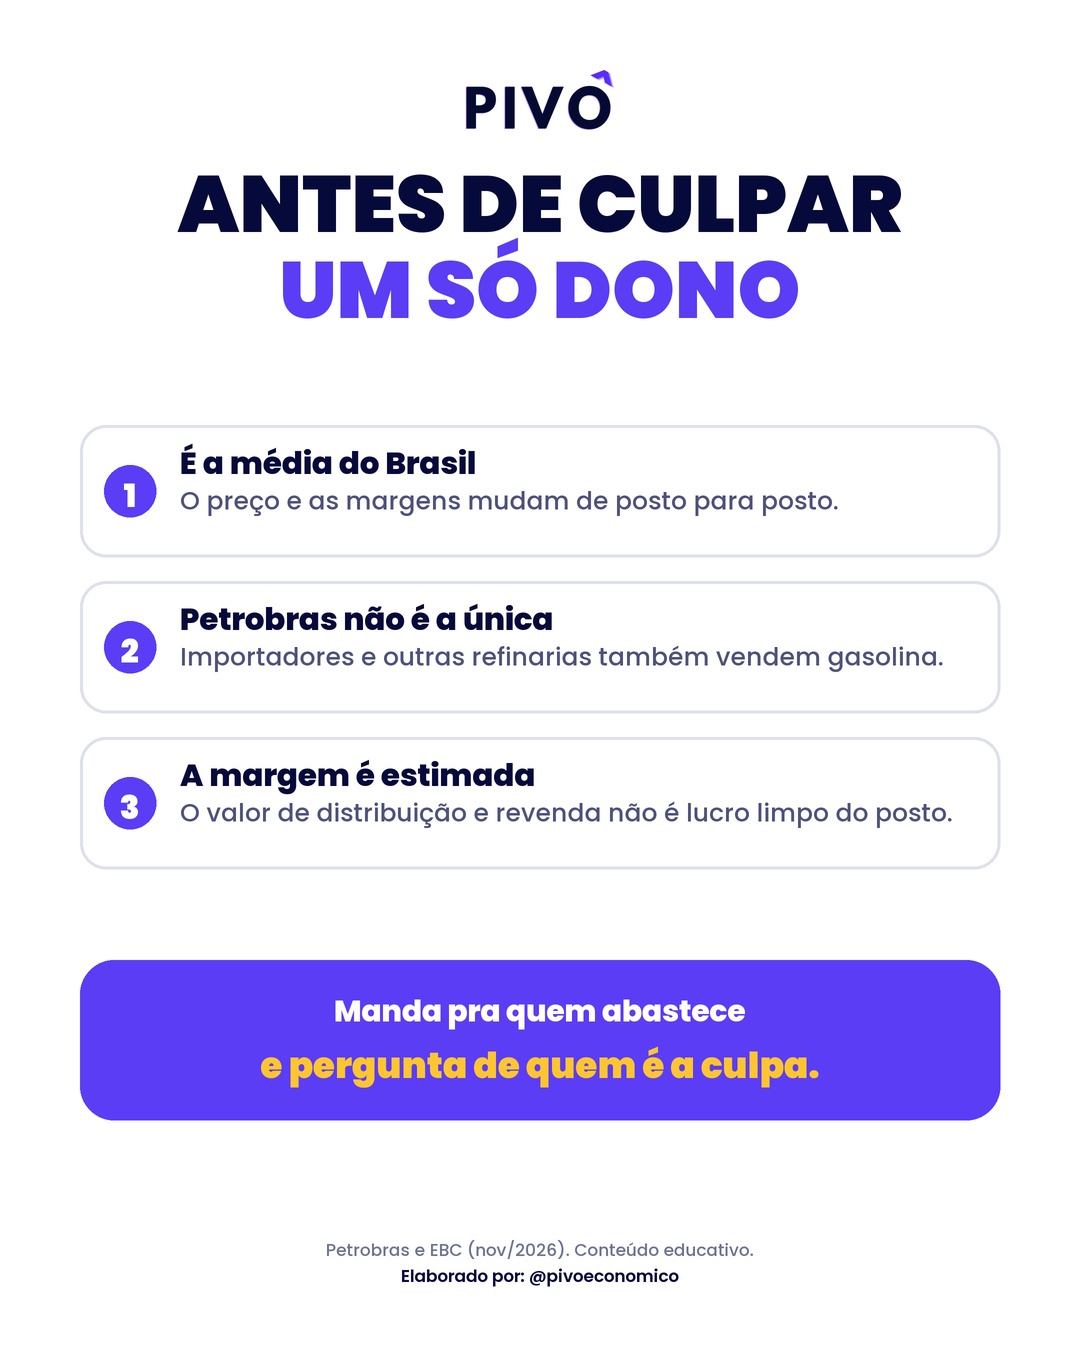 PIVÔ
ANTES DE CULPAR
UM SÓ DONO
1
É a média do Brasil
O preço e as margens mudam de posto para posto.
2
Petrobras não é a única
Importadores e outras refinarias também vendem gasolina.
3
A margem é estimada
O valor de distribuição e revenda não é lucro limpo do posto.
Manda pra quem abastece
e pergunta de quem é a culpa.
Petrobras e EBC (nov/2026). Conteúdo educativo.
Elaborado por: @pivoeconomico